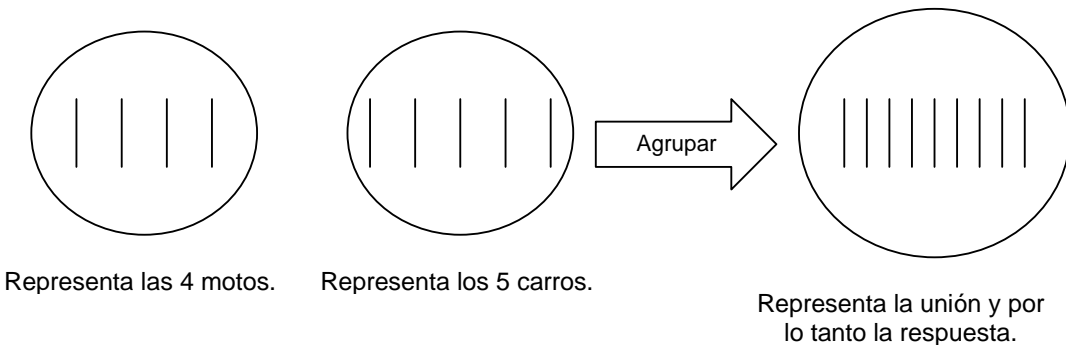 Agrupar
Representa las 4 motos.
Representa los 5 carros.
Representa la unión y por
lo tanto la respuesta.